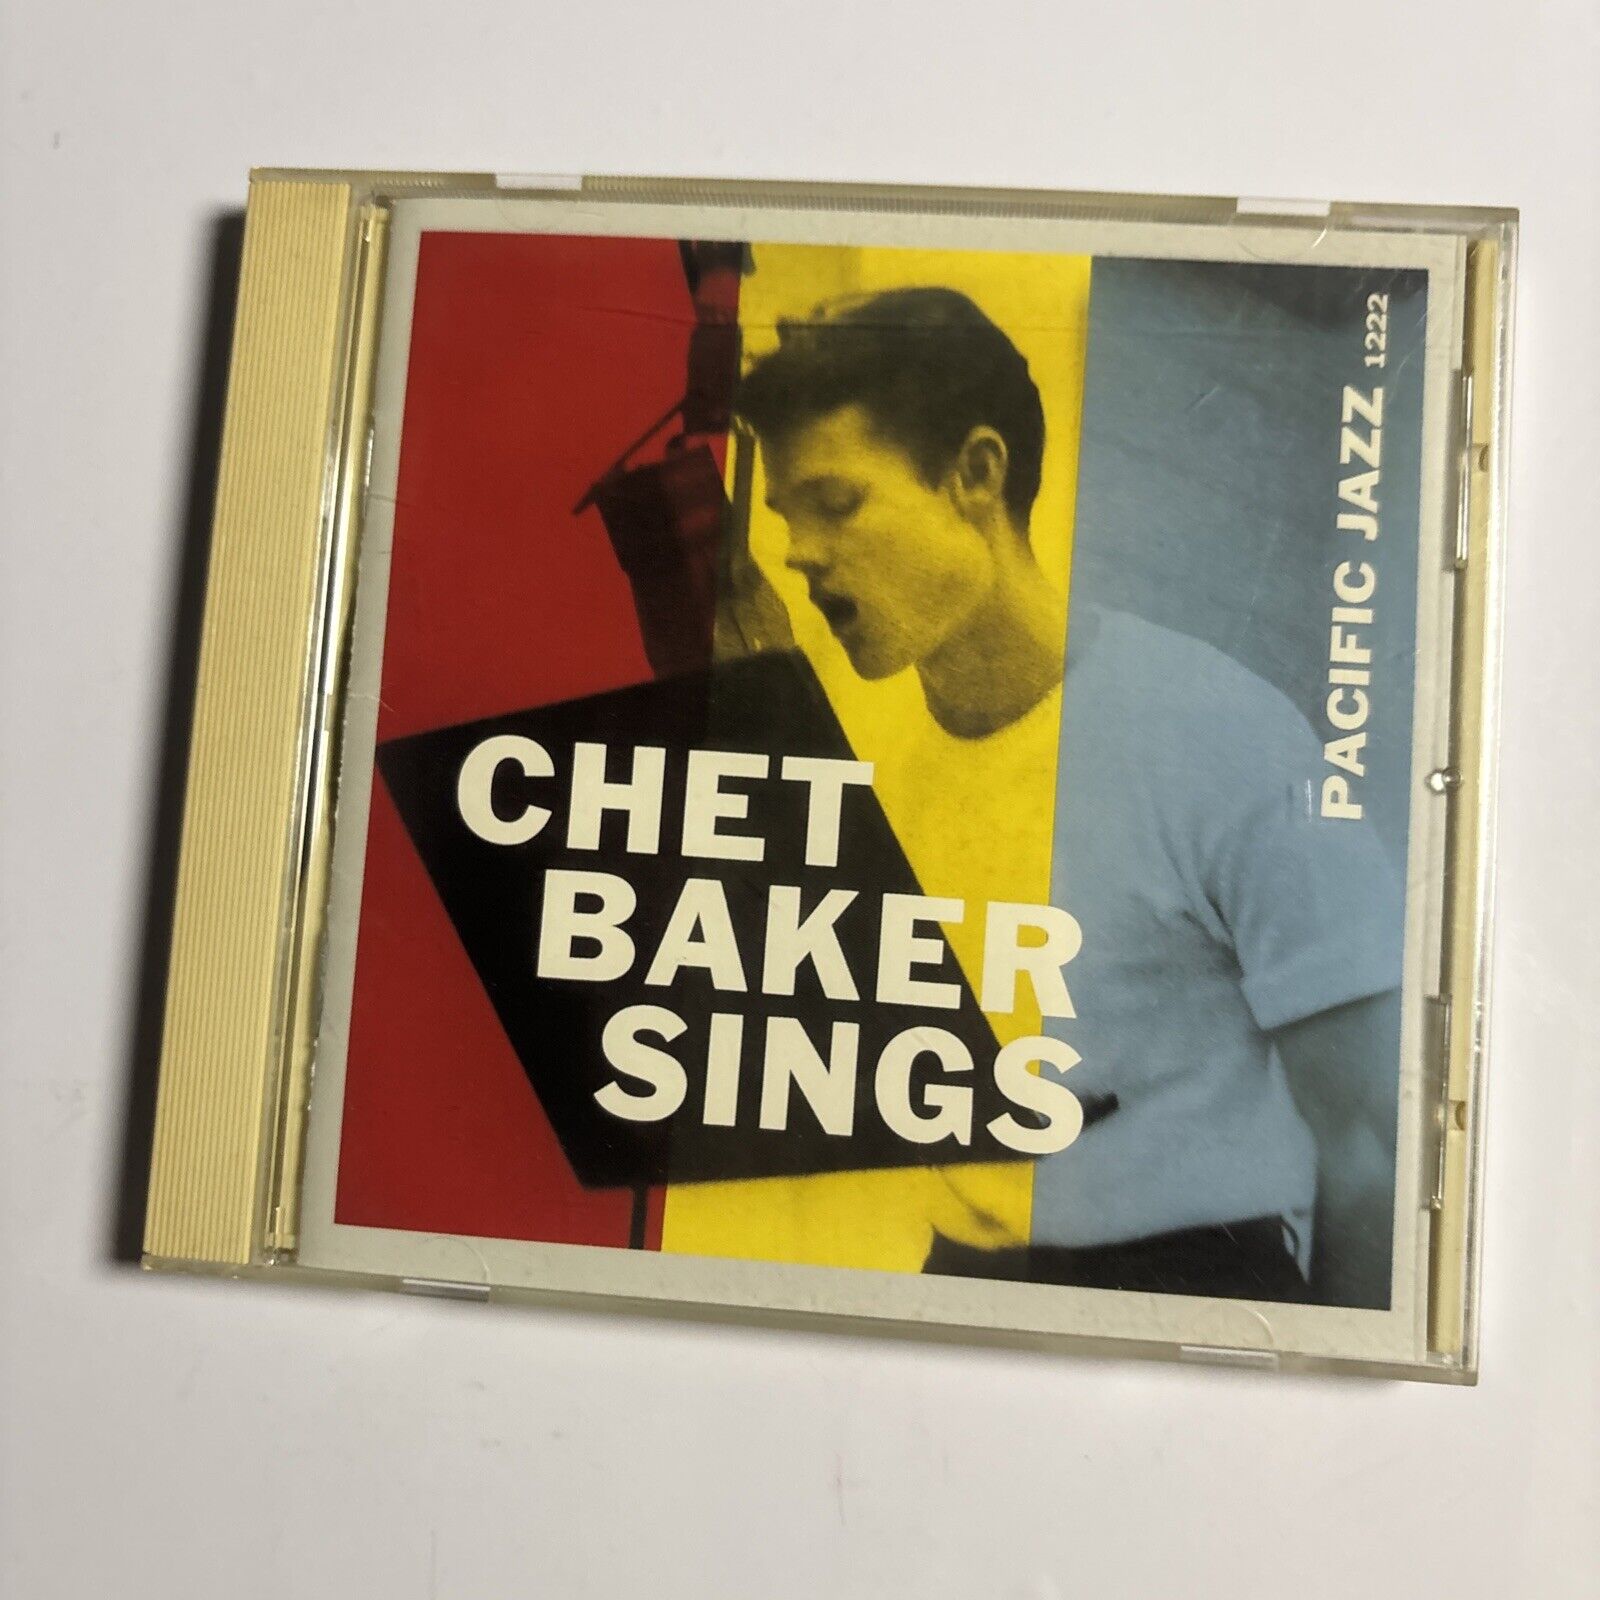 CHET
BAKER
SINGS
PACIFIC JAZZ 1222